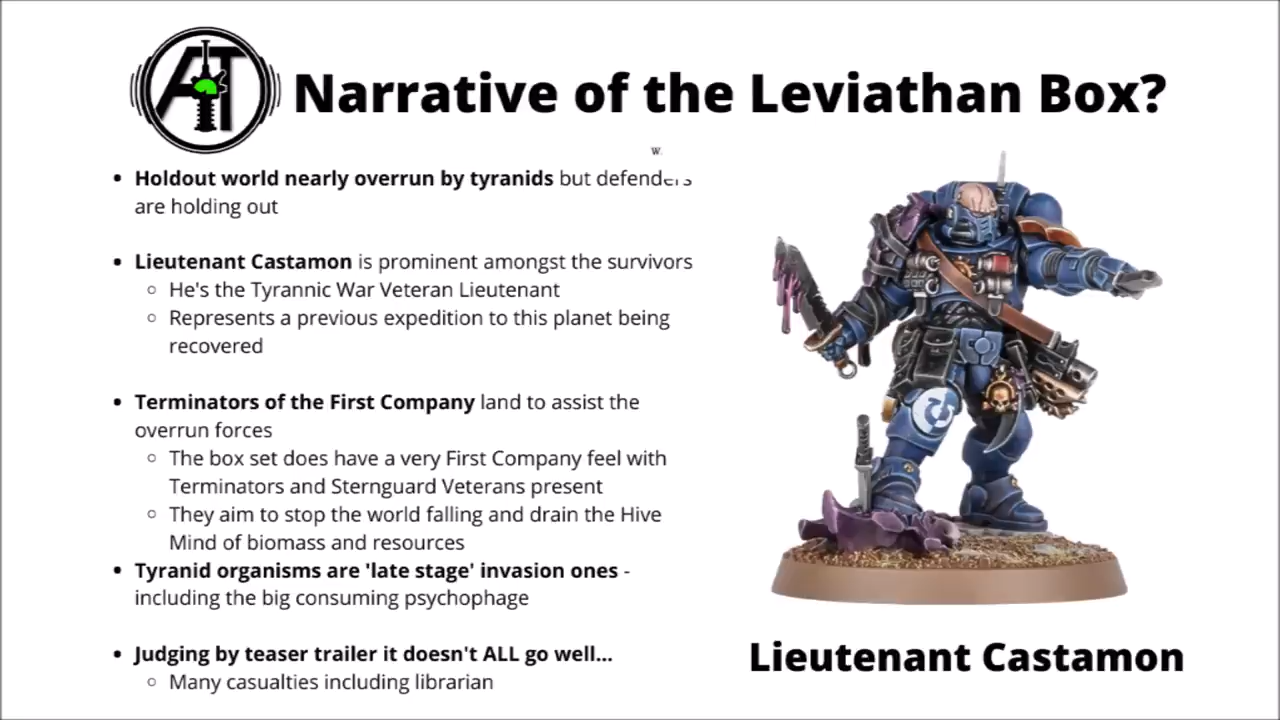 AT
Narrative of the Leviathan Box?
W.
• Holdout world nearly overrun by tyranids but defenders
are holding out
• Lieutenant Castamon is prominent amongst the survivors
○ He's the Tyrannic War Veteran Lieutenant
○ Represents a previous expedition to this planet being
recovered
• Terminators of the First Company land to assist the
overrun forces
○ The box set does have a very First Company feel with
Terminators and Sternguard Veterans present
○ They aim to stop the world falling and drain the Hive
Mind of biomass and resources
• Tyranid organisms are 'late stage' invasion ones -
including the big consuming psychophage
• Judging by teaser trailer it doesn't ALL go well...
○ Many casualties including librarian
Lieutenant Castamon